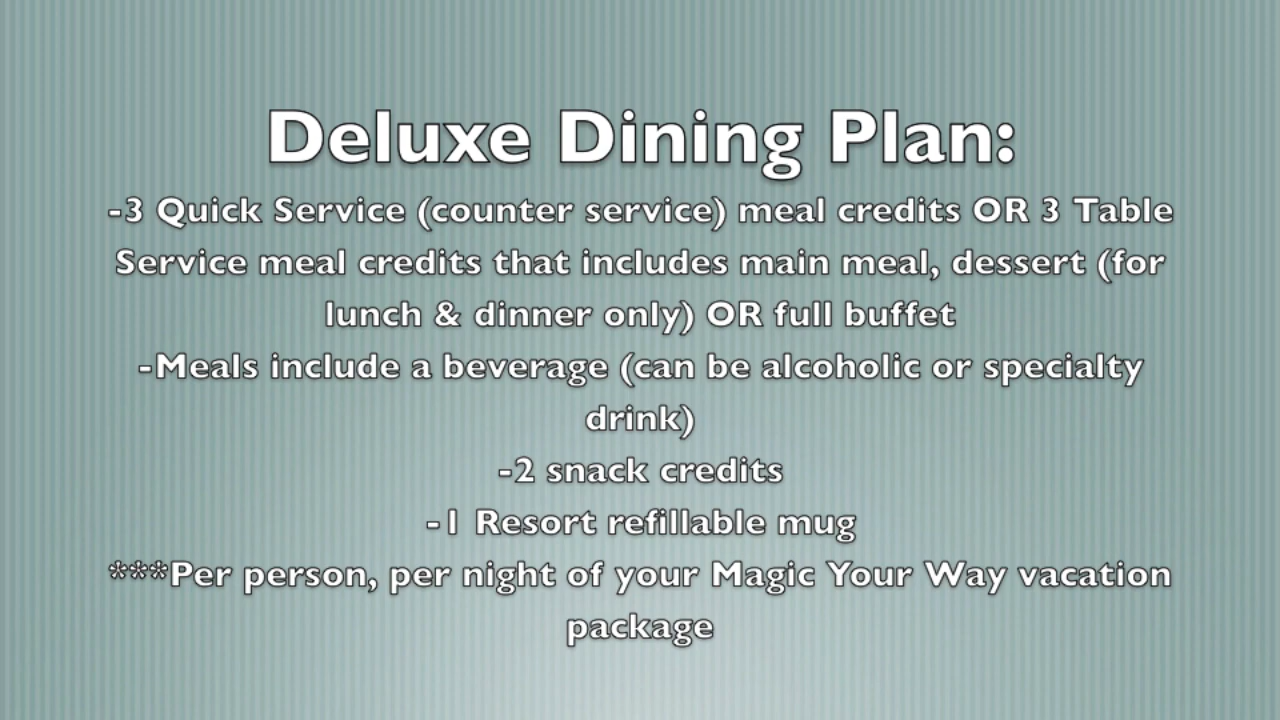 Deluxe Dining Plan:
-3 Quick Service (counter service) meal credits OR 3 Table
Service meal credits that includes main meal, dessert (for
lunch & dinner only) OR full buffet
-Meals include a beverage (can be alcoholic or specialty
drink)
-2 snack credits
-1 Resort refillable mug
***Per person, per night of your Magic Your Way vacation
package